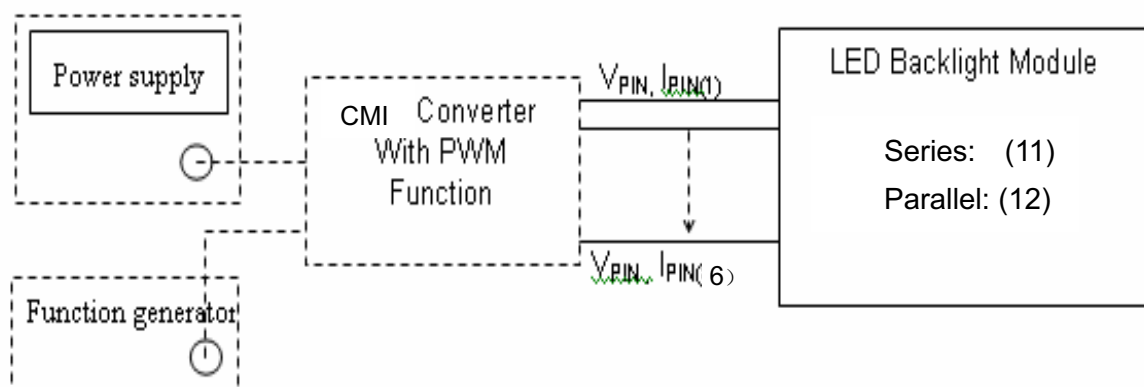 Power supply
CMI Converter
With PWM
Function
VPIN, IPIN(1)
LED Backlight Module
Series: (11)
Parallel: (12)
VPIN, IPIN( 6）
Function generator